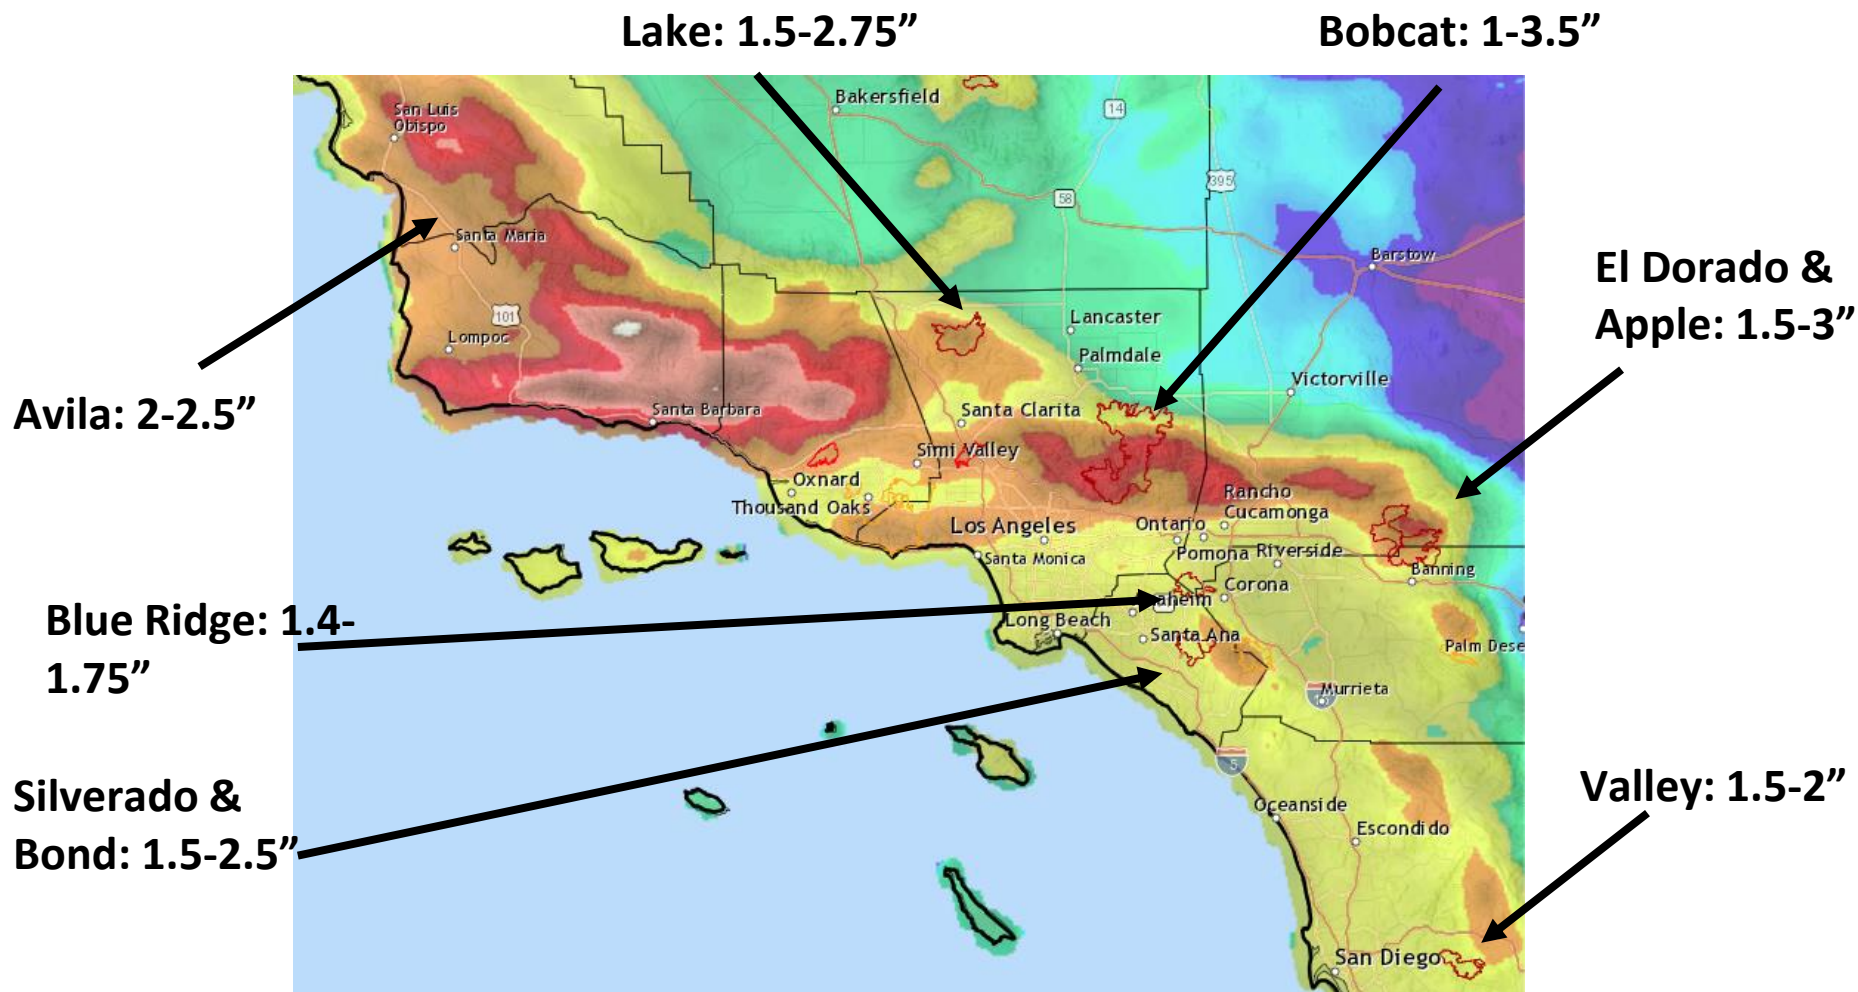 Lake: 1.5-2.75”
Bobcat: 1-3.5”
San Luis
Obispo
Bakersfield
14
395
58
Santa Maria
Barstow
El Dorado &
Apple: 1.5-3”
101
Lancaster
Lompoc
Palmdale
Victorville
Avila: 2-2.5”
Santa Barbara
Santa Clarita
Simi Valley
Oxnard
Thousand Oaks
Rancho
Cucamonga
Los Angeles
Ontario
Santa Monica
Pomona
Riverside
Banning
Corona
aheim
Blue Ridge: 1.4-
1.75”
Long Beach
Santa Ana
Palm Dese
Murrieta
5
Silverado &
Bond: 1.5-2.5”
Valley: 1.5-2”
Oceanside
Escondido
San Diego